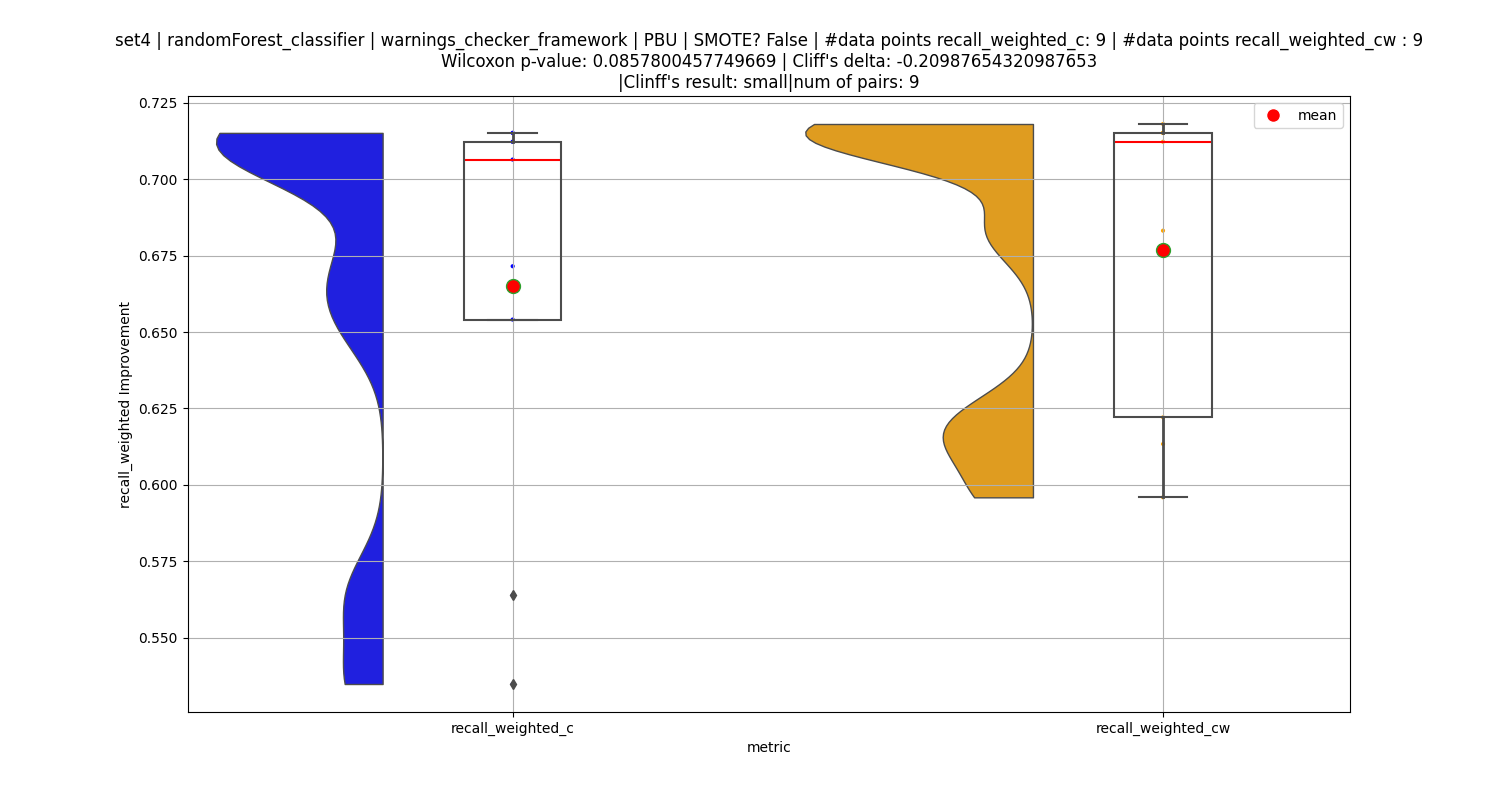 set4 | randomForest_classifier | warnings_checker_framework | PBU | SMOTE? False | #data points recall_weighted_c: 9 | #data points recall_weighted_cw : 9
Wilcoxon p-value: 0.0857800457749669 | Cliff's delta: -0.20987654320987653
|Clinff's result: small|num of pairs: 9
mean
recall_weighted Improvement
0.725
0.700
0.675
0.650
0.625
0.600
0.575
0.550
recall_weighted_c
recall_weighted_cw
metric